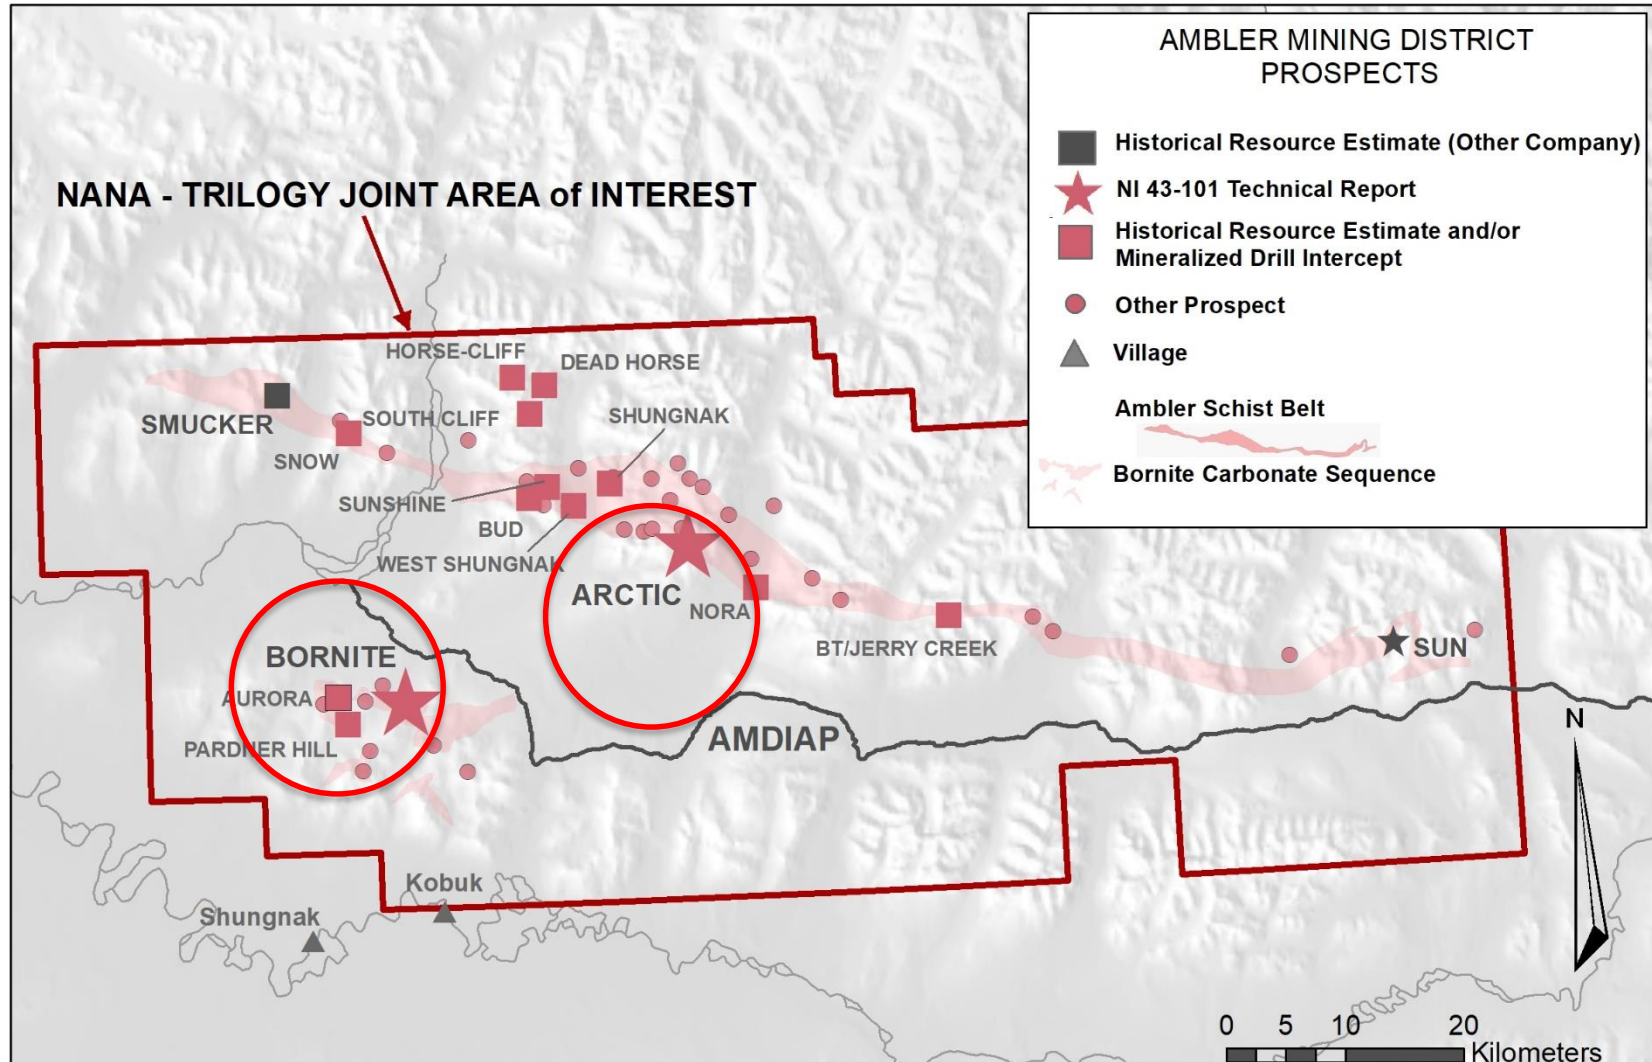 AMBLER MINING DISTRICT
PROSPECTS
Historical Resource Estimate (Other Company)
NI 43-101 Technical Report
Historical Resource Estimate and/or
Mineralized Drill Intercept
Other Prospect
Village
Ambler Schist Belt
Bornite Carbonate Sequence
NANA - TRILOGY JOINT AREA of INTEREST
HORSE-CLIFF
DEAD HORSE
SMUCKER
SOUTH CLIFF
SHUNGNAK
SNOW
SUNSHINE
BUD
WEST SHUNGNAK
ARCTIC
NORA
BT/JERRY CREEK
SUN
BORNITE
AURORA
PARDNER HILL
AMDIAP
N
Kobuk
Shungnak
0 5 10 20
Kilometers